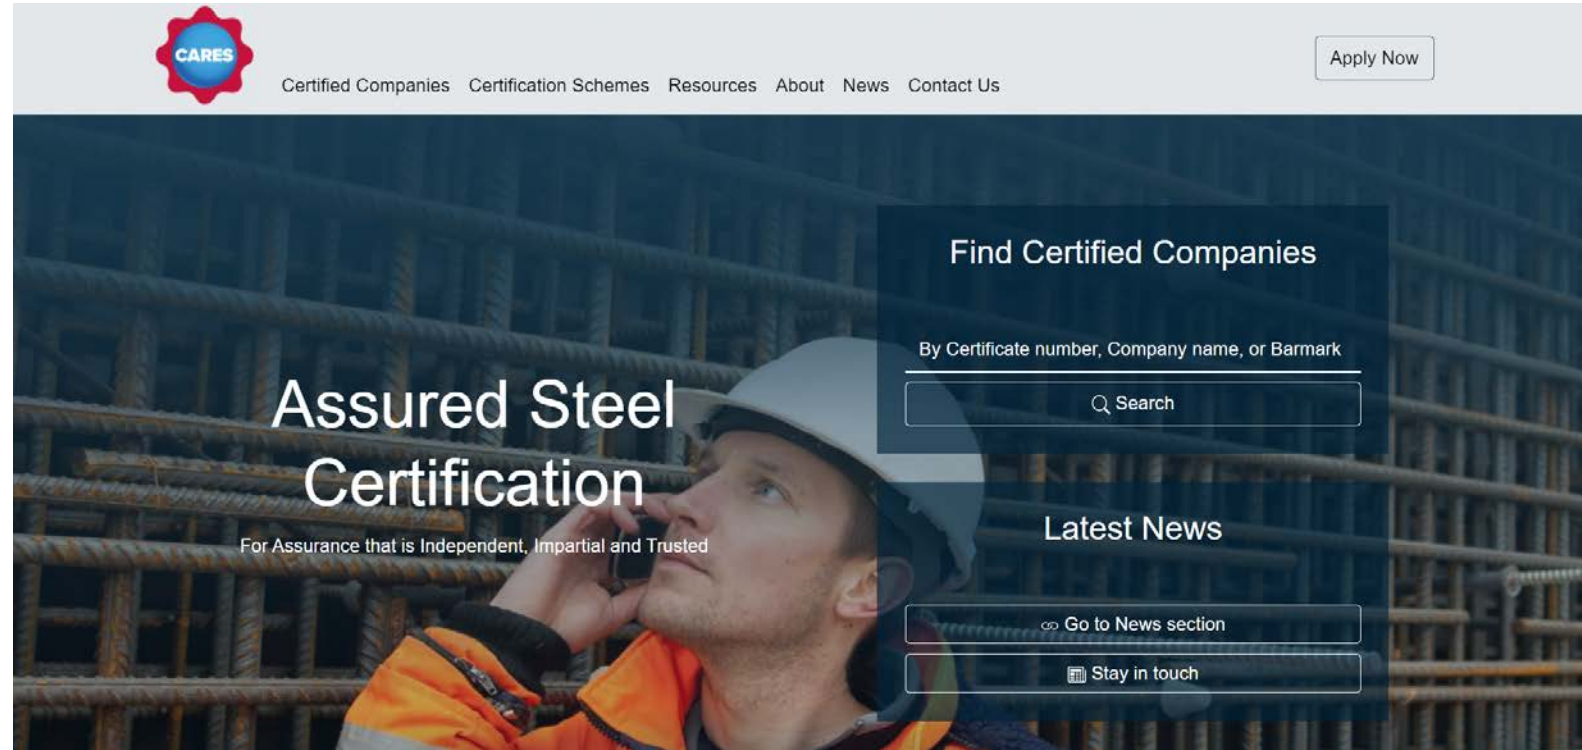 CARES
Certified Companies Certification Schemes Resources About News Contact Us
Apply Now
Assured Steel
Certification
For Assurance that is Independent, Impartial and Trusted
Find Certified Companies
By Certificate number, Company name, or Barmark
Search
Latest News
Go to News section
Stay in touch